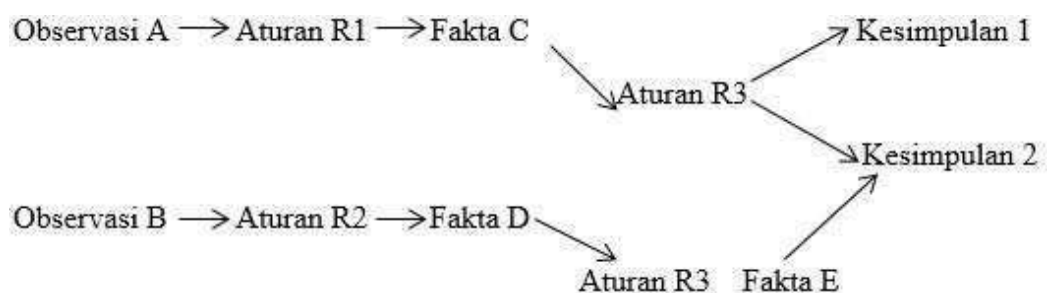 Observasi A Aturan R1 Fakta C Kesimpulan 1
Aturan R3
Kesimpulan 2
Observasi B Aturan R2 Fakta D
Aturan R3 Fakta E